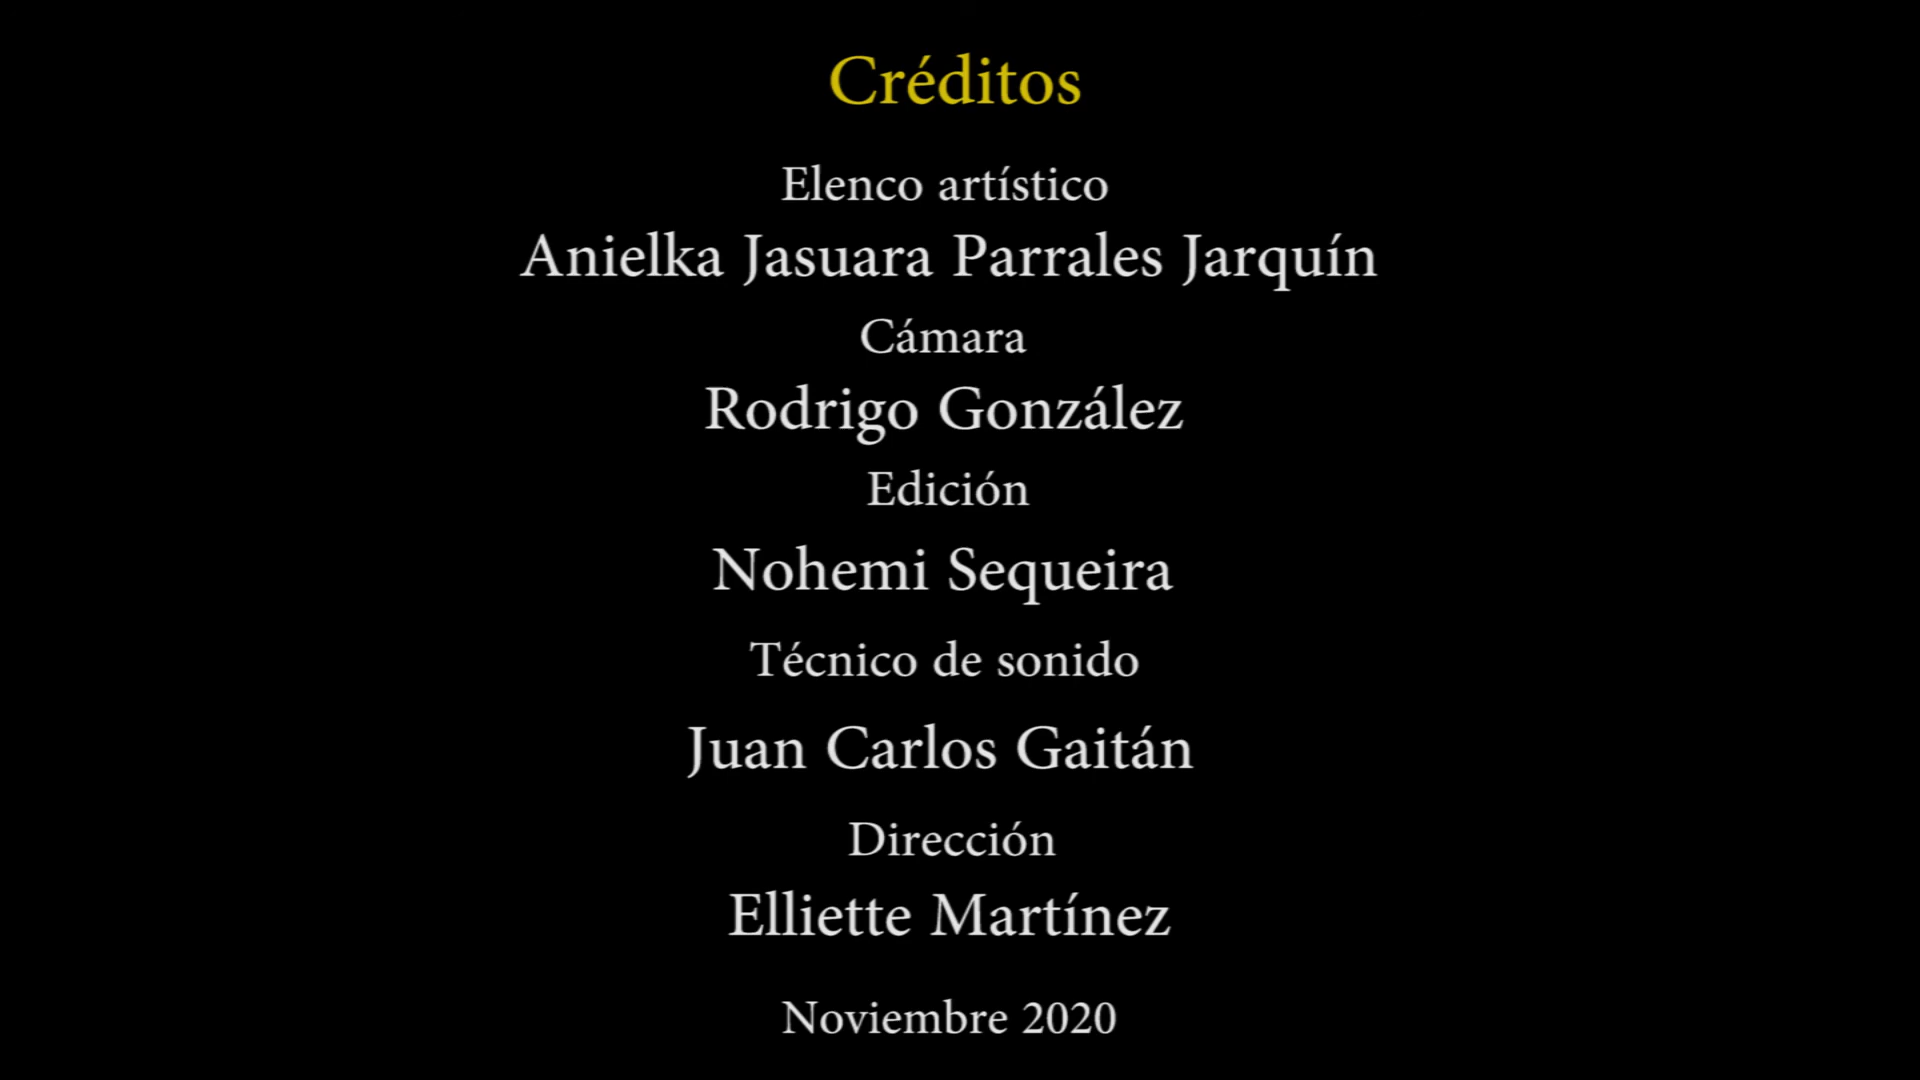 Créditos
Elenco artístico
Anielka Jasuara Parrales Jarquín
Cámara
Rodrigo González
Edición
Nohemi Sequeira
Técnico de sonido
Juan Carlos Gaitán
Dirección
Elliette Martínez
Noviembre 2020